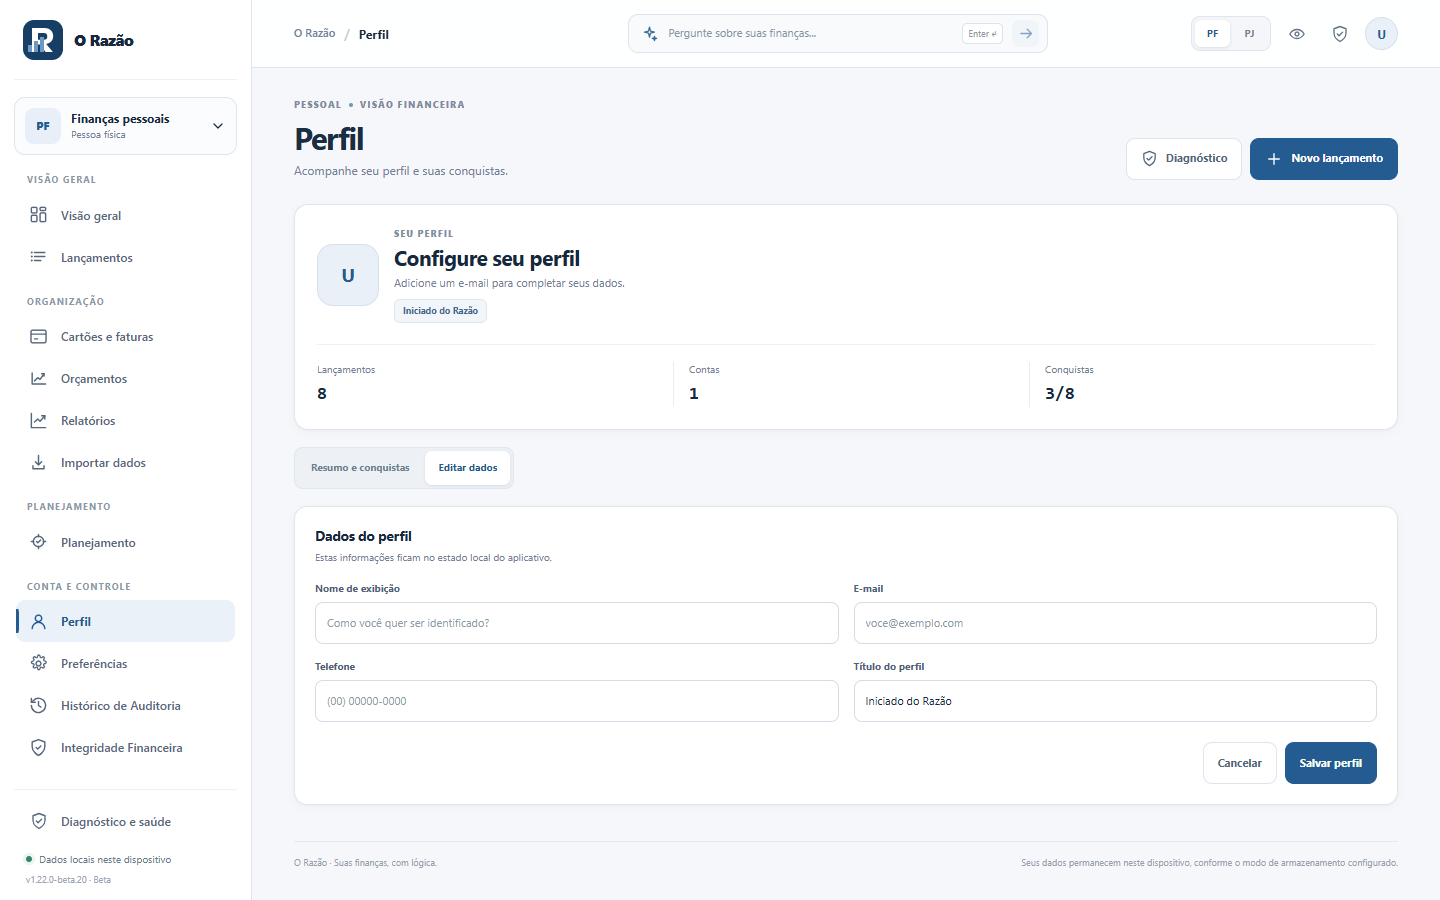 O Razão
PF
Finanças pessoais
Pessoa física
VISÃO GERAL
Visão geral
Lançamentos
ORGANIZAÇÃO
Cartões e faturas
Orçamentos
Relatórios
Importar dados
PLANEJAMENTO
Planejamento
CONTA E CONTROLE
Perfil
Preferências
Histórico de Auditoria
Integridade Financeira
Diagnóstico e saúde
Dados locais neste dispositivo
v1.22.0-beta.20 · Beta
O Razão / Perfil
Pergunte sobre suas finanças...
Enter ↵
PF PJ
U
PESSOAL • VISÃO FINANCEIRA
Perfil
Acompanhe seu perfil e suas conquistas.
Diagnóstico
Novo lançamento
U
SEU PERFIL
Configure seu perfil
Adicione um e-mail para completar seus dados.
Iniciado do Razão
Lançamentos
8
Contas
1
Conquistas
3/8
Resumo e conquistas
Editar dados
Dados do perfil
Estas informações ficam no estado local do aplicativo.
Nome de exibição
Como você quer ser identificado?
E-mail
voce@exemplo.com
Telefone
(00) 00000-0000
Título do perfil
Iniciado do Razão
Cancelar
Salvar perfil
O Razão · Suas finanças, com lógica.
Seus dados permanecem neste dispositivo, conforme o modo de armazenamento configurado.